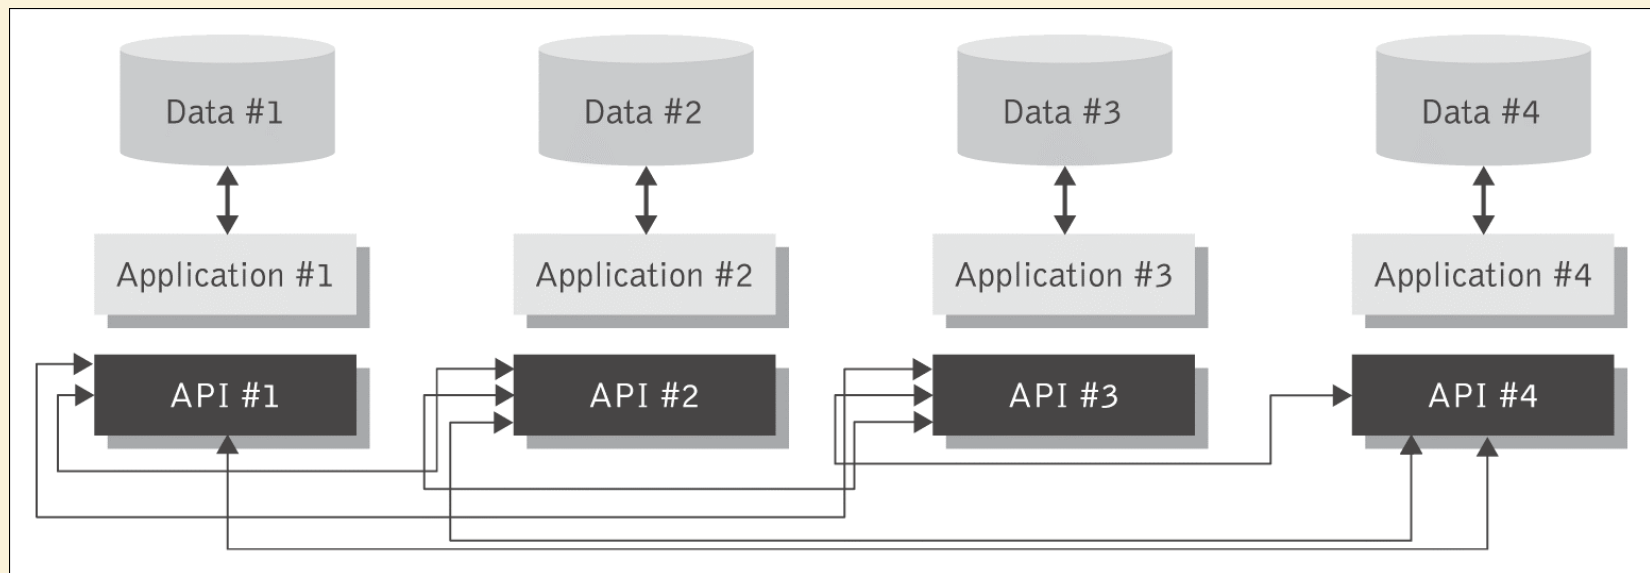 Data #1
Data #2
Data #3
Data #4
Application #1
Application #2
Application #3
Application #4
API #1
API #2
API #3
API #4